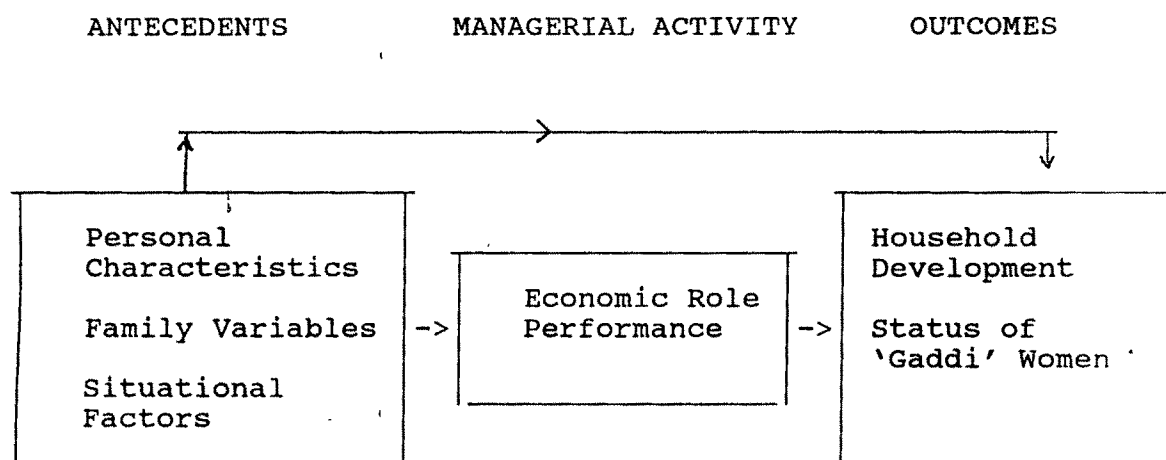 ANTECEDENTS MANAGERIAL ACTIVITY OUTCOMES
Personal
Characteristics
Family Variables
Situational
Factors
->
Economic Role
Performance
->
Household
Development
Status of
‘Gaddi’ Women